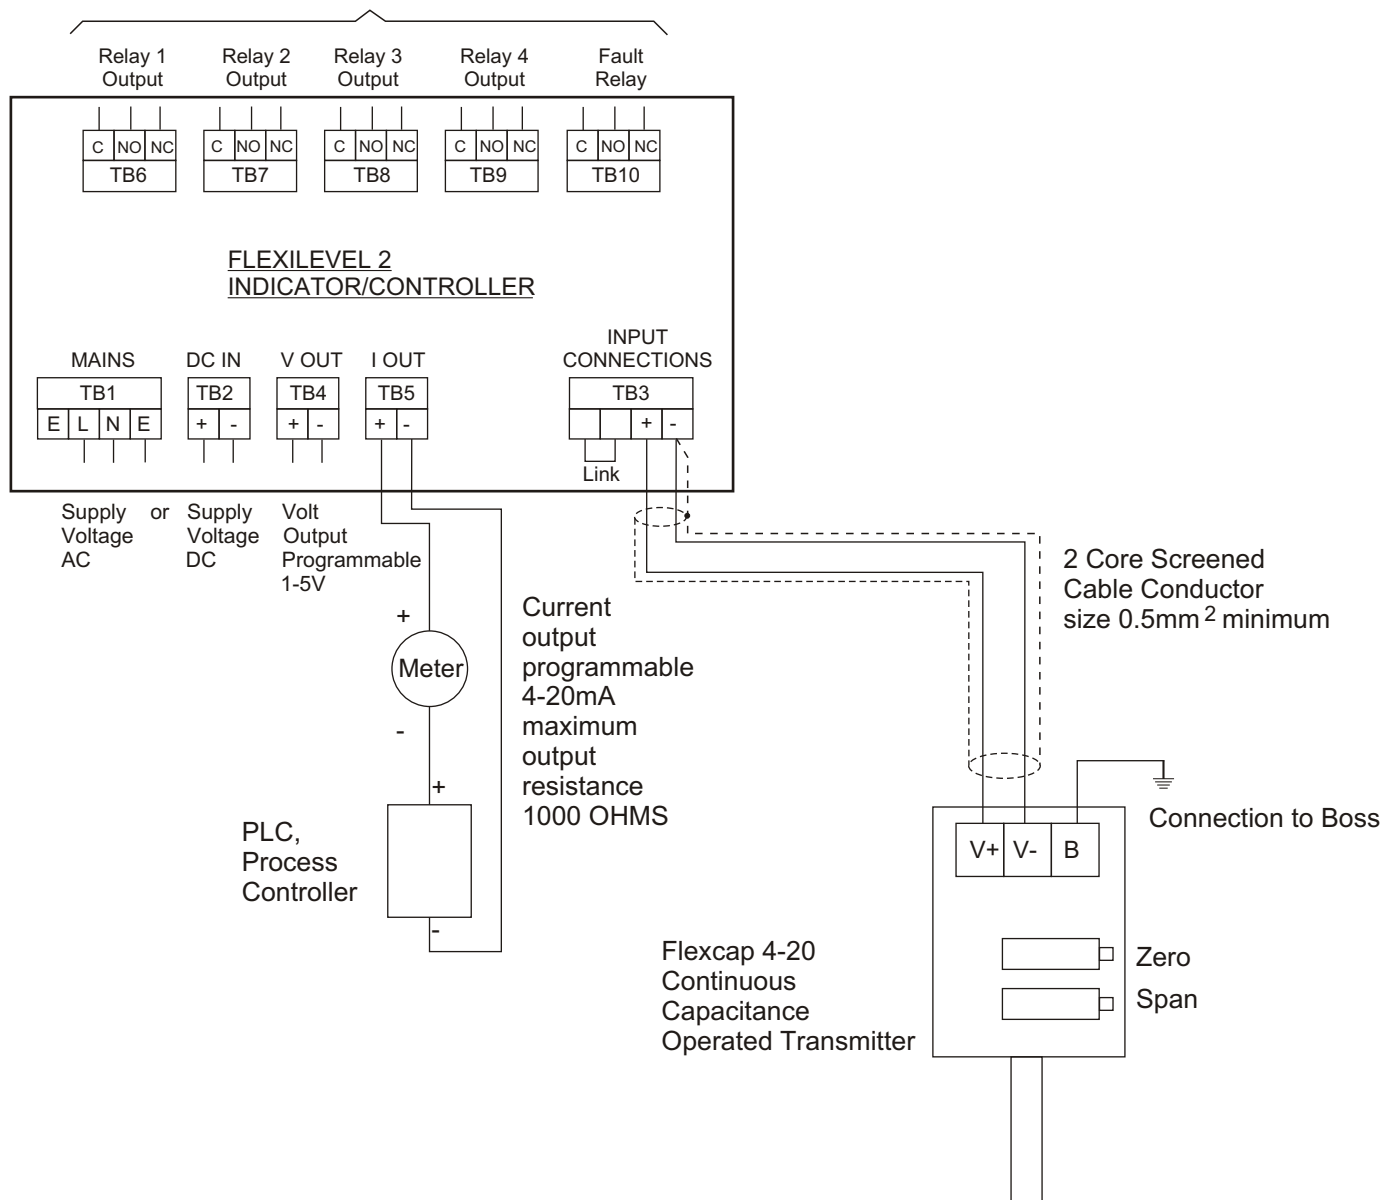 Relay 1
Output
Relay 2
Output
Relay 3
Output
Relay 4
Output
Fault
Relay
C NO NC
TB6
C NO NC
TB7
C NO NC
TB8
C NO NC
TB9
C NO NC
TB10
FLEXILEVEL 2
INDICATOR/CONTROLLER
MAINS
TB1
E L N E
DC IN
TB2
+ -
V OUT
TB4
+ -
I OUT
TB5
+ -
INPUT
CONNECTIONS
TB3
+ -
Link
Supply
Voltage
AC
or
Supply
Voltage
DC
Volt
Output
Programmable
1-5V
+
Meter
-
+
PLC,
Process
Controller
-
Current
output
programmable
4-20mA
maximum
output
resistance
1000 OHMS
2 Core Screened
Cable Conductor
size 0.5mm 2 minimum
Connection to Boss
V+ V- B
Zero
Span
Flexcap 4-20
Continuous
Capacitance
Operated Transmitter